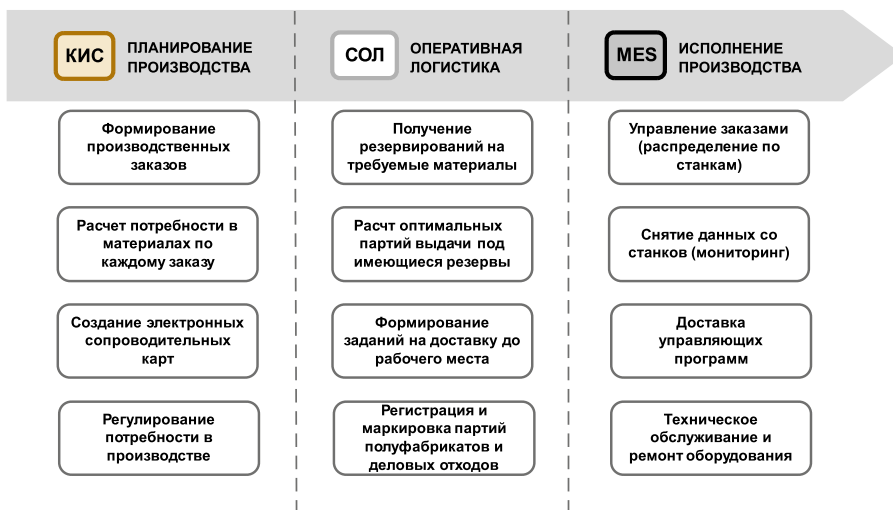 КИС
ПЛАНИРОВАНИЕ
ПРОИЗВОДСТВА
СОЛ
ОПЕРАТИВНАЯ
ЛОГИСТИКА
MES
ИСПОЛНЕНИЕ
ПРОИЗВОДСТВА
Формирование
производственных
заказов
Расчет потребности в
материалах по
каждому заказу
Создание электронных
сопроводительных
карт
Регулирование
потребности в
производстве
Получение
резервирований на
требуемые материалы
Расчт оптимальных
партий выдачи под
имеющиеся резервы
Формирование
заданий на доставку до
рабочего места
Регистрация и
маркировка партий
полуфабрикатов и
деловых отходов
Управление заказами
(распределение по
станкам)
Снятие данных со
станков (мониторинг)
Доставка
управляющих
программ
Техническое
обслуживание и
ремонт оборудования